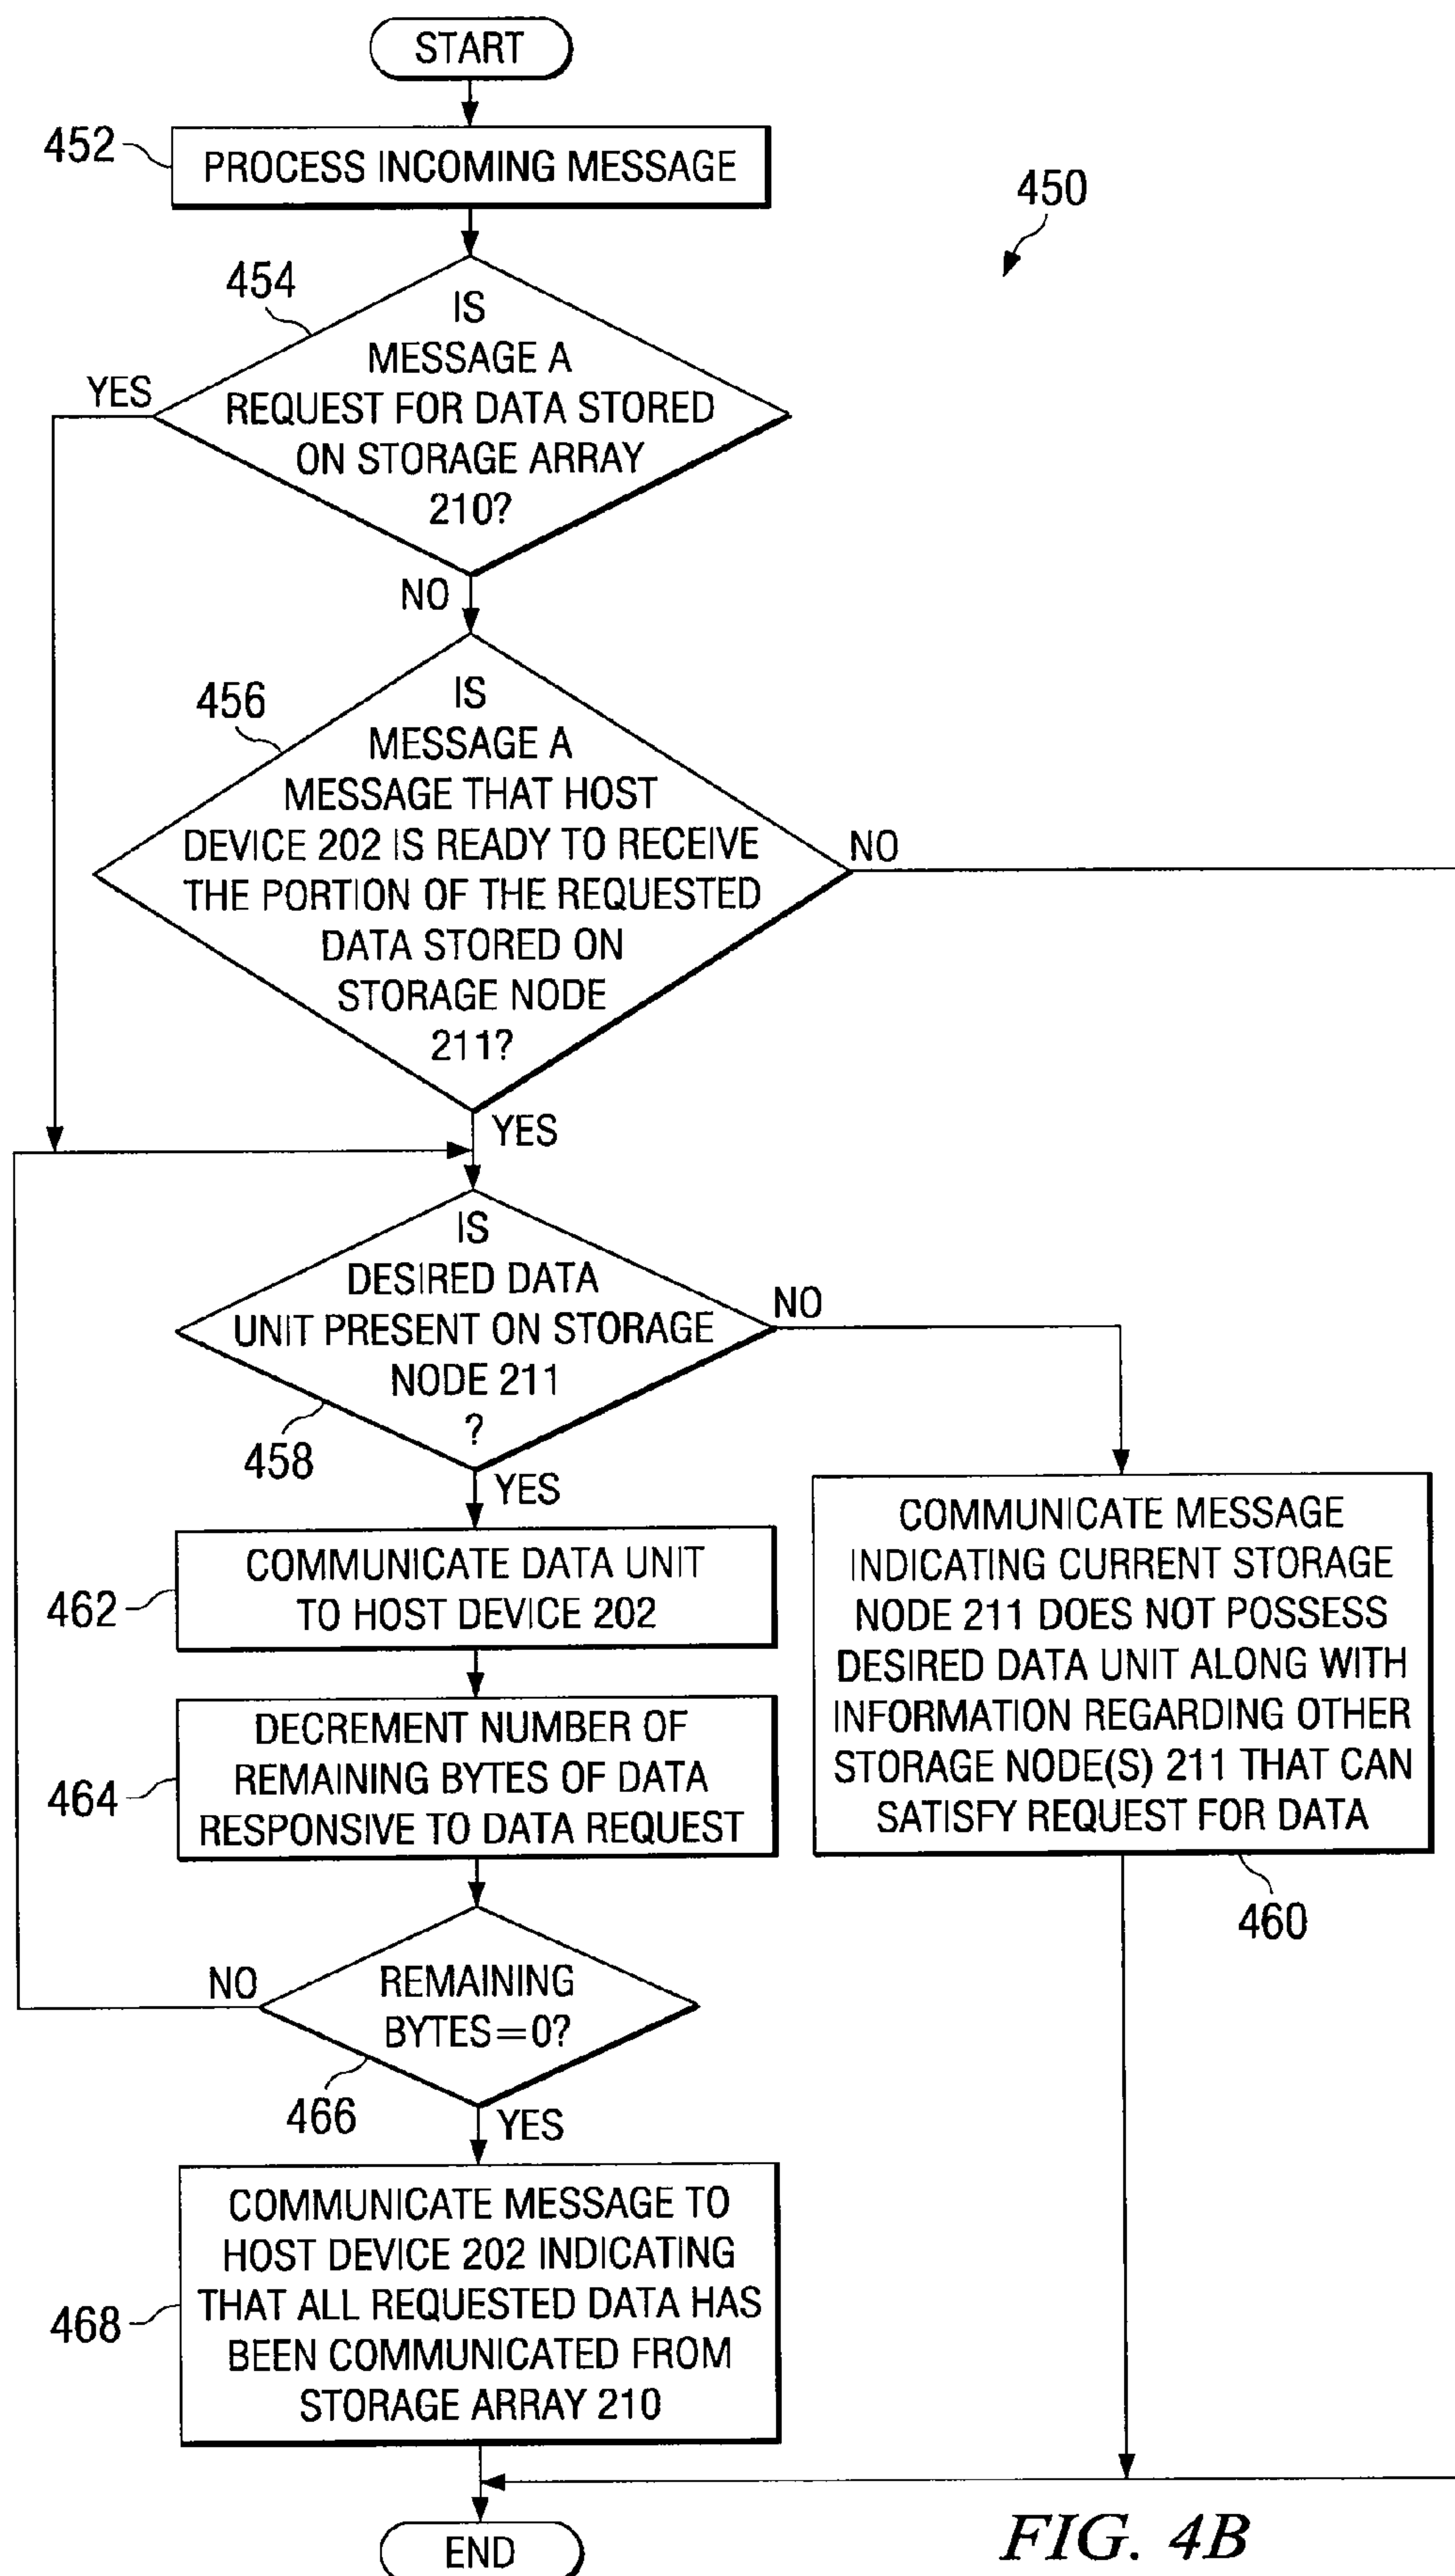 START
452
PROCESS INCOMING MESSAGE
450
454
IS
MESSAGE A
REQUEST FOR DATA STORED
ON STORAGE ARRAY
210?
YES
NO
456
IS
MESSAGE A
MESSAGE THAT HOST
DEVICE 202 IS READY TO RECEIVE
THE PORTION OF THE REQUESTED
DATA STORED ON
STORAGE NODE
211?
NO
YES
IS
DESIRED DATA
UNIT PRESENT ON STORAGE
NODE 211
?
NO
458
YES
462
COMMUNICATE DATA UNIT
TO HOST DEVICE 202
COMMUNICATE MESSAGE
INDICATING CURRENT STORAGE
NODE 211 DOES NOT POSSESS
DESIRED DATA UNIT ALONG WITH
INFORMATION REGARDING OTHER
STORAGE NODE(S) 211 THAT CAN
SATISFY REQUEST FOR DATA
460
464
DECREMENT NUMBER OF
REMAINING BYTES OF DATA
RESPONSIVE TO DATA REQUEST
NO
REMAINING
BYTES=0?
466
YES
468
COMMUNICATE MESSAGE TO
HOST DEVICE 202 INDICATING
THAT ALL REQUESTED DATA HAS
BEEN COMMUNICATED FROM
STORAGE ARRAY 210
END
FIG. 4B